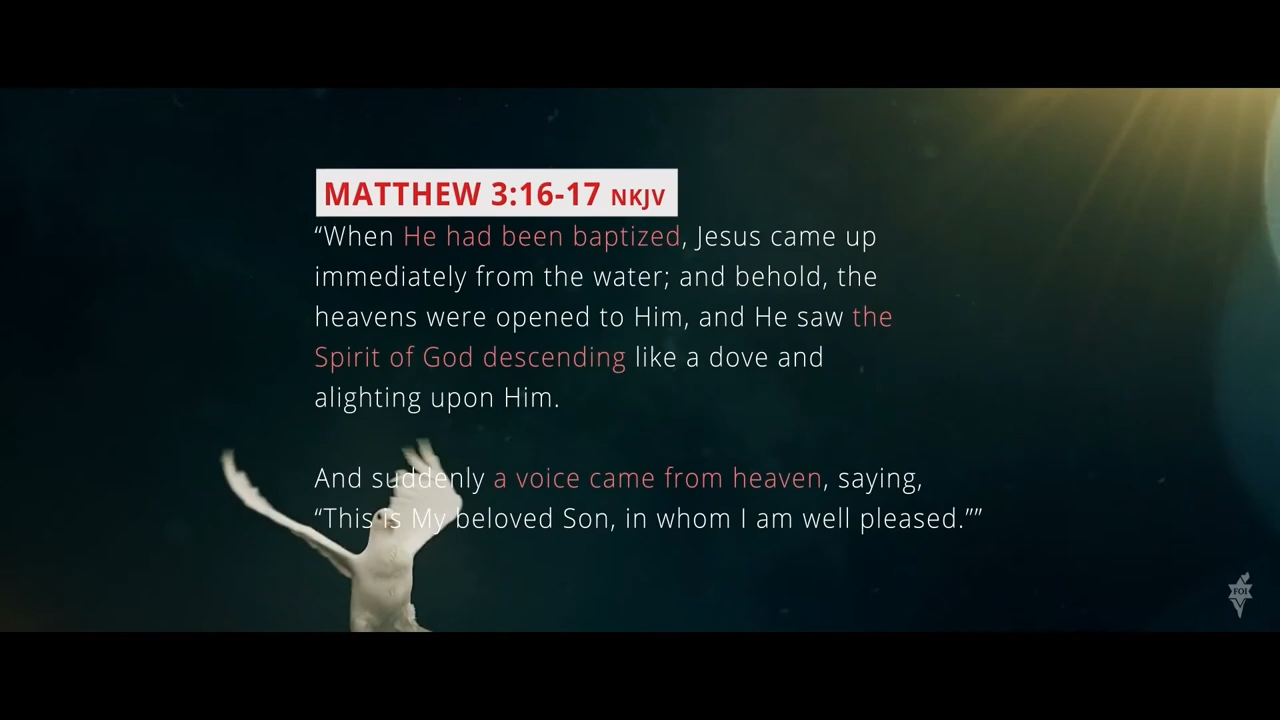 MATTHEW 3:16-17 NKJV
“When He had been baptized, Jesus came up
immediately from the water; and behold, the
heavens were opened to Him, and He saw the
Spirit of God descending like a dove and
alighting upon Him.
And suddenly a voice came from heaven, saying,
“This is My beloved Son, in whom I am well pleased.””
FOI